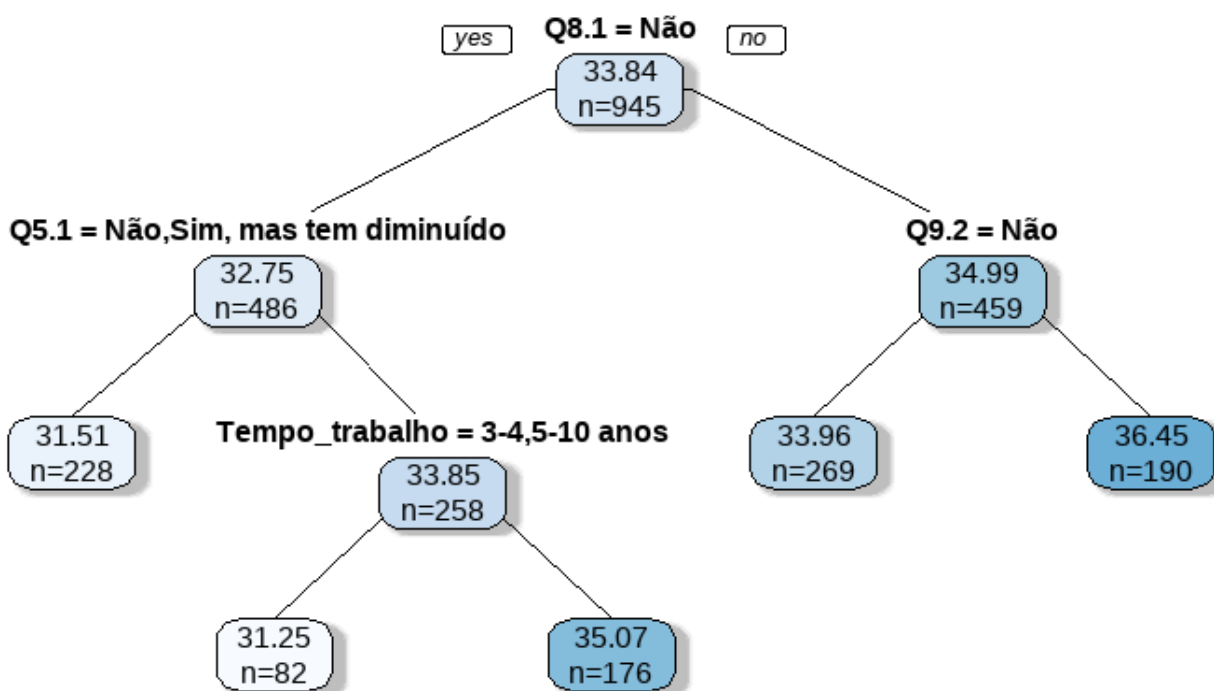 Q8.1 = Não
yes
no
33.84
n=945
Q5.1 = Não,Sim, mas tem diminuído
Q9.2 = Não
32.75
n=486
34.99
n=459
31.51
n=228
Tempo_trabalho = 3-4,5-10 anos
33.85
n=258
33.96
n=269
36.45
n=190
31.25
n=82
35.07
n=176